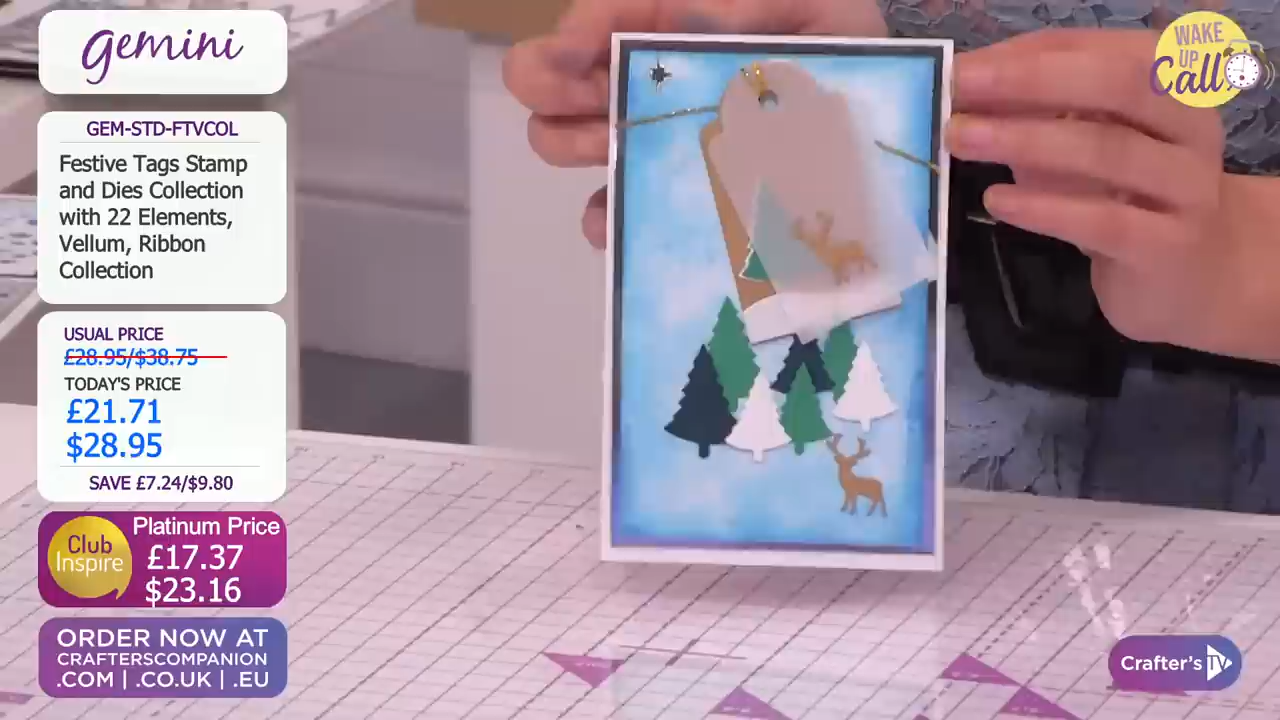 gemini
GEM-STD-FTVCOL
Festive Tags Stamp
and Dies Collection
with 22 Elements,
Vellum, Ribbon
Collection
USUAL PRICE
£28.95/$38.75
TODAY'S PRICE
£21.71
$28.95
SAVE £7.24/$9.80
Club
Inspire
Platinum Price
£17.37
$23.16
ORDER NOW AT
CRAFTERSCOMPANION
.COM | .CO.UK | .EU
WAKE
UP
Call
Crafter's TV